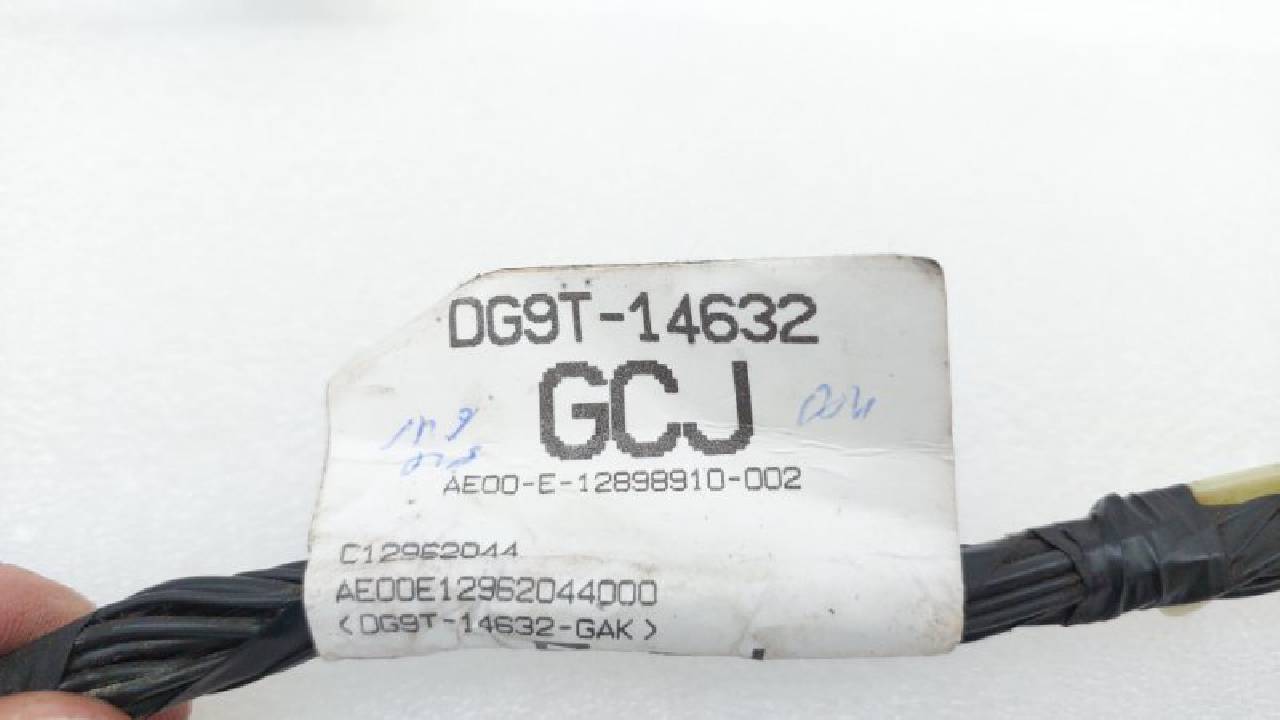 DG9T-14632
GCJ
AE00-E-12898910-002
C12962044
AE00E12962044000
<DG9T-14632-GAK>